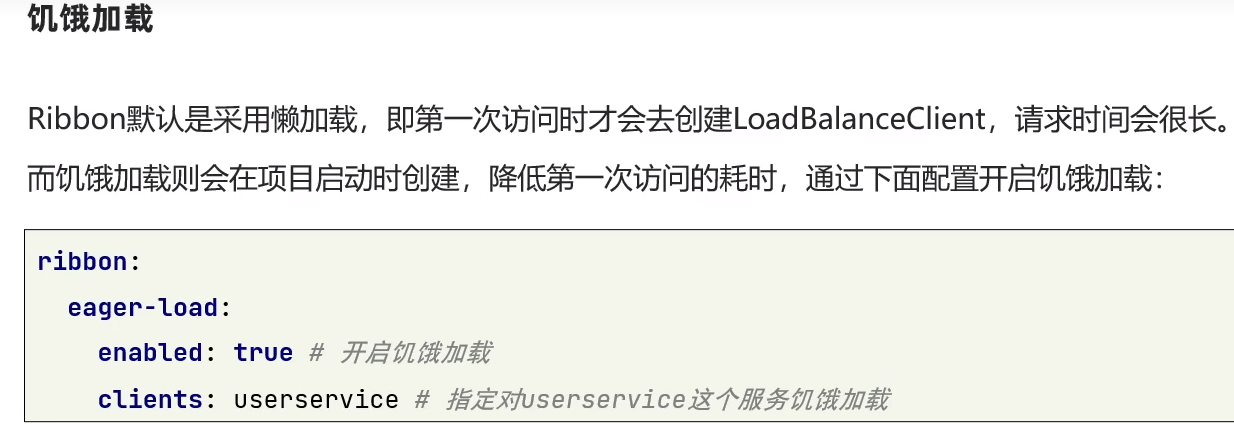 饥饿加载
Ribbon默认是采用懒加载，即第一次访问时才会去创建LoadBalanceClient，请求时间会很长。
而饥饿加载则会在项目启动时创建，降低第一次访问的耗时，通过下面配置开启饥饿加载：
ribbon:
  eager-load:
    enabled: true # 开启饥饿加载
    clients: userservice # 指定对userservice这个服务饥饿加载